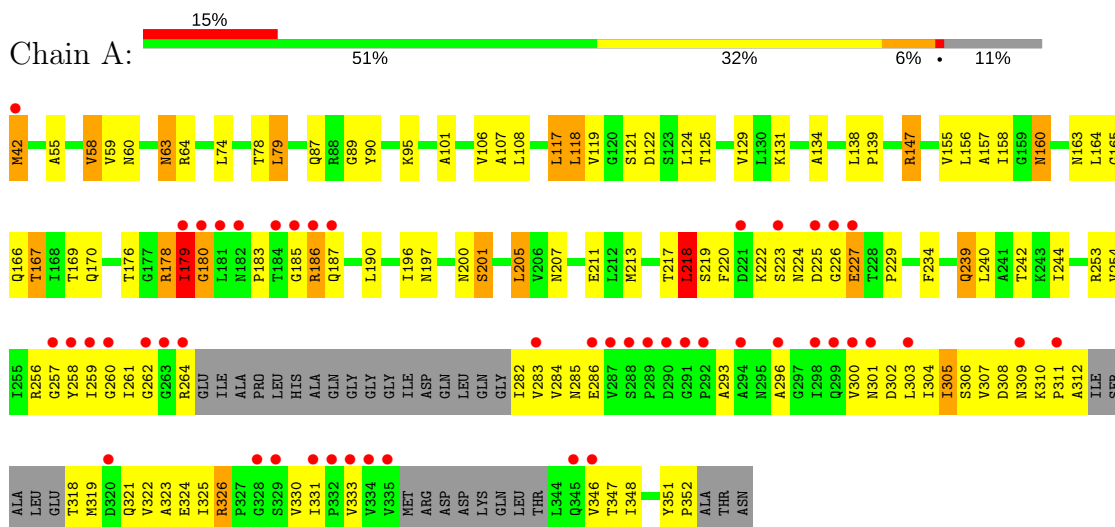 15%
Chain A:
51% 32% 6% • 11%
M42 A55 V58 V59 N60 N63 R64 L74 T78 L79 Q87 R88 G89 Y90 K95 A101 V106 A107 L108 L117 L118 V119 G120 S121 D122 S123 L124 T125 V129 L130 K131 A134 L138 P139 R147 V155 L156 A157 I158 G159 N160 N163 L164 G165
Q166 T167 I168 T169 Q170 T176 G177 R178 I179 G180 L181 N182 P183 T184 G185 R186 Q187 L190 I196 N197 N200 S201 L205 V206 N207 E211 L212 M213 T217 L218 S219 F220 D221 K222 S223 N224 D225 G226 E227 T228 P229 F234 Q239 L240 A241 T242 K243 I244 R253 V254
I255 R256 G257 Y258 I259 G260 I261 G262 G263 R264 GLU ILE ALA PRO LEU HIS ALA GLN GLY GLY GLY ILE ASP GLN LEU GLN GLY I282 V283 V284 N285 E286 V287 S288 P289 D290 G291 P292 A293 A294 N295 A296 G297 I298 Q299 V300 N301 D302 L303 I304 I305 S306 V307 D308 N309 K310 P311 A312 ILE SER
ALA LEU GLU T318 M319 D320 Q321 V322 A323 E324 I325 R326 P327 G328 S329 V330 I331 P332 V333 V334 V335 MET ARG ASP ASP LYS GLN LEU THR L344 Q345 V346 T347 I348 Y351 P352 ALA THR ASN